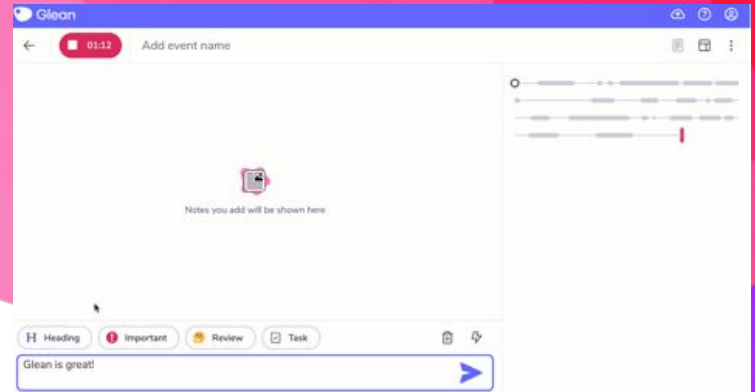 Glean
01:12 Add event name
Notes you add will be shown here
H Heading Important Review Task
Glean is great!